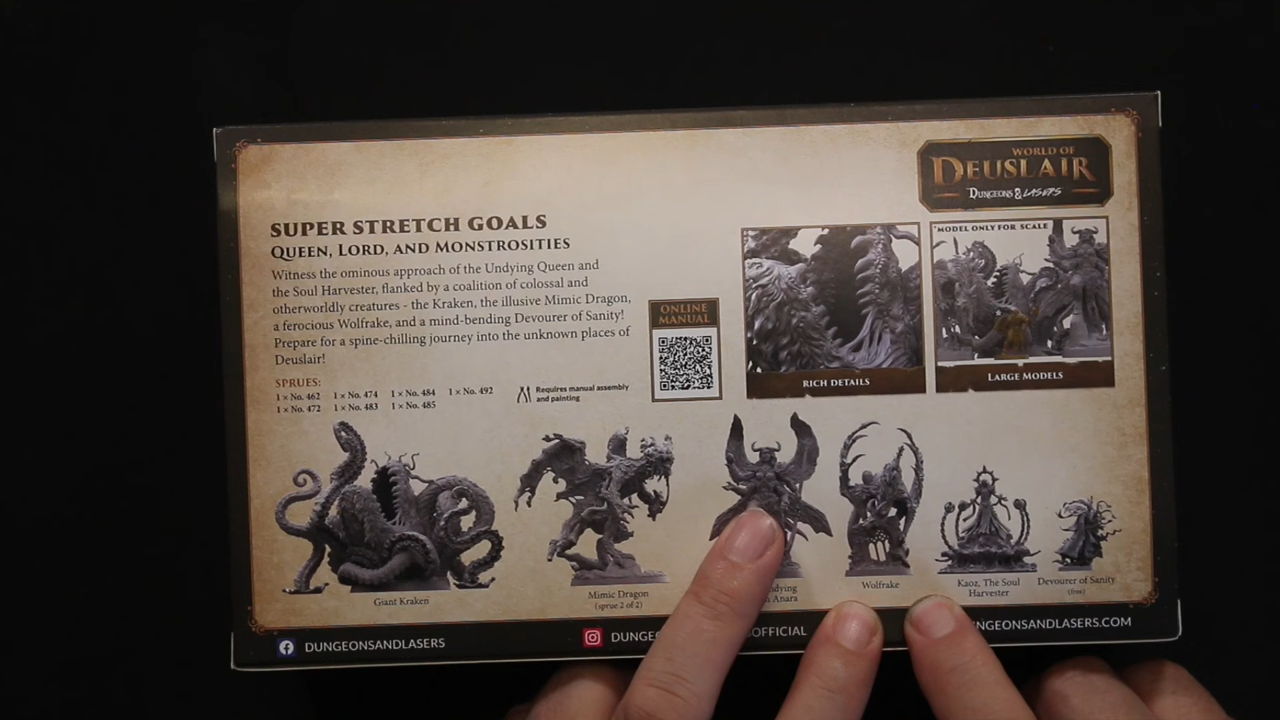 WORLD OF
DEUSLAIR
DUNGEONS & LASERS
SUPER STRETCH GOALS
QUEEN, LORD, AND MONSTROSITIES
Witness the ominous approach of the Undying Queen and
the Soul Harvester, flanked by a coalition of colossal and
otherworldly creatures - the Kraken, the illusive Mimic Dragon,
a ferocious Wolfrake, and a mind-bending Devourer of Sanity!
Prepare for a spine-chilling journey into the unknown places of
Deuslair!
SPRUES:
1 × No. 462 1 × No. 474 1 × No. 484 1 × No. 492
1 × No. 472 1 × No. 483 1 × No. 485
Requires manual assembly
and painting
ONLINE
MANUAL
RICH DETAILS
*MODEL ONLY FOR SCALE
LARGE MODELS
Giant Kraken
Mimic Dragon
(sprue 2 of 2)
Anara
Wolfrake
Kaoz, The Soul
Harvester
Devourer of Sanity
(free)
DUNGEONSANDLASERS